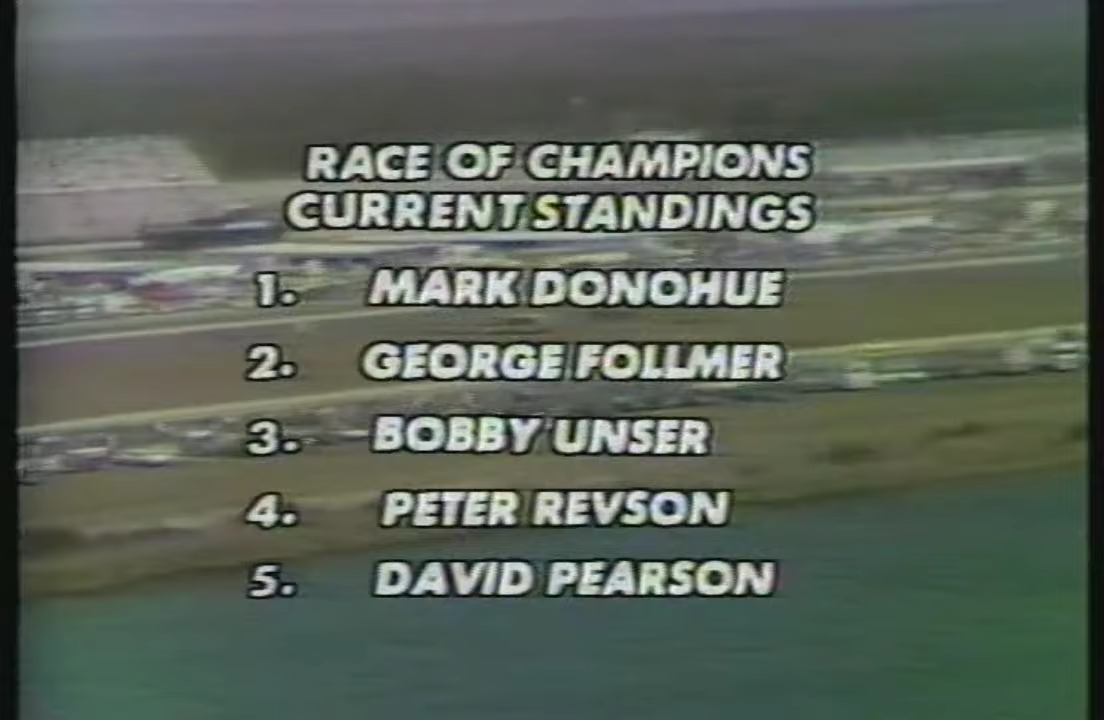 RACE OF CHAMPIONS
CURRENT STANDINGS
1. MARK DONOHUE
2. GEORGE FOLLMER
3. BOBBY UNSER
4. PETER REVSON
5. DAVID PEARSON